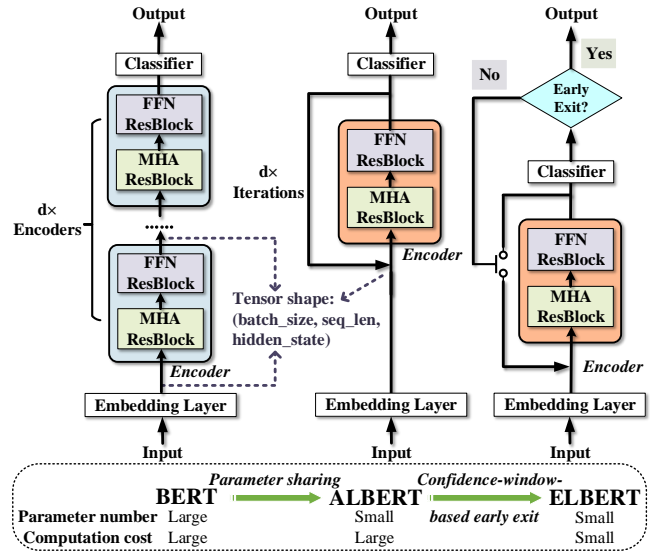 Output
Classifier
FFN
ResBlock
MHA
ResBlock
d×
Encoders
......
FFN
ResBlock
MHA
ResBlock
Encoder
Embedding Layer
Input
Output
Classifier
d×
Iterations
FFN
ResBlock
MHA
ResBlock
Encoder
Tensor shape:
(batch_size, seq_len,
hidden_state)
Embedding Layer
Input
Output
Yes
No
Early
Exit?
Classifier
FFN
ResBlock
MHA
ResBlock
Encoder
Embedding Layer
Input
Parameter sharing
Confidence-window-
BERT ALBERT ELBERT
based early exit
Parameter number Large Small Small
Computation cost Large Large Small